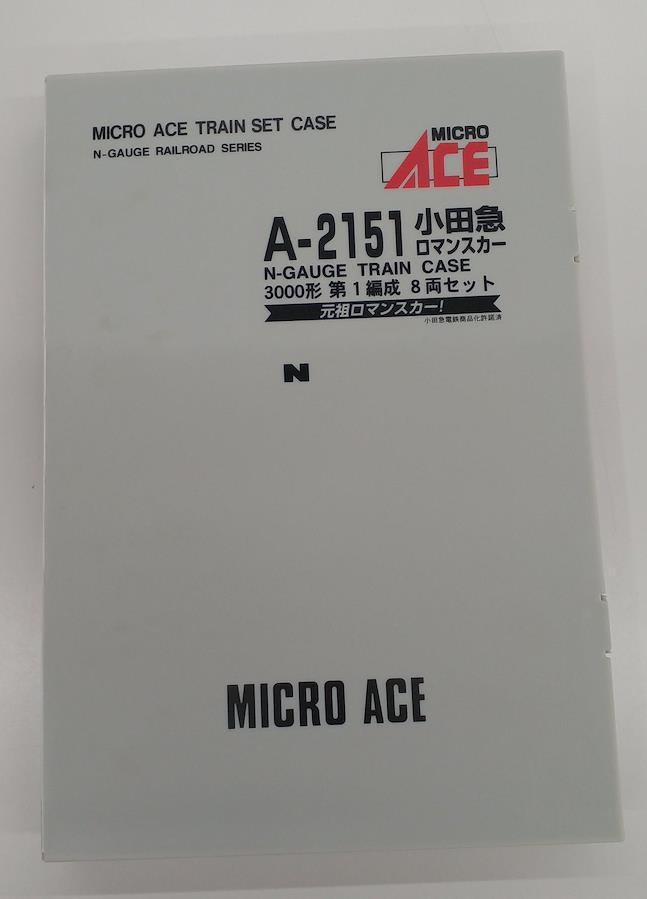 MICRO ACE TRAIN SET CASE
N-GAUGE RAILROAD SERIES
MICRO
ACE
A-2151 小田急
ロマンスカー
N-GAUGE TRAIN CASE
3000形 第1編成 8両セット
元祖ロマンスカー!
小田急電鉄商品化許諾済
N
MICRO ACE